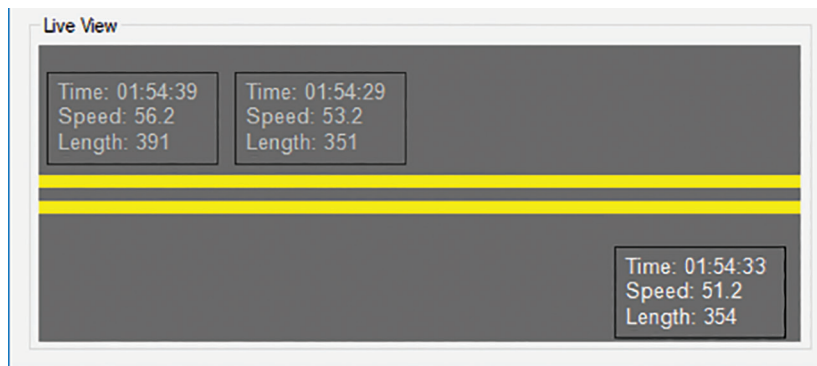 Live View
Time: 01:54:39
Speed: 56.2
Length: 391
Time: 01:54:29
Speed: 53.2
Length: 351
Time: 01:54:33
Speed: 51.2
Length: 354